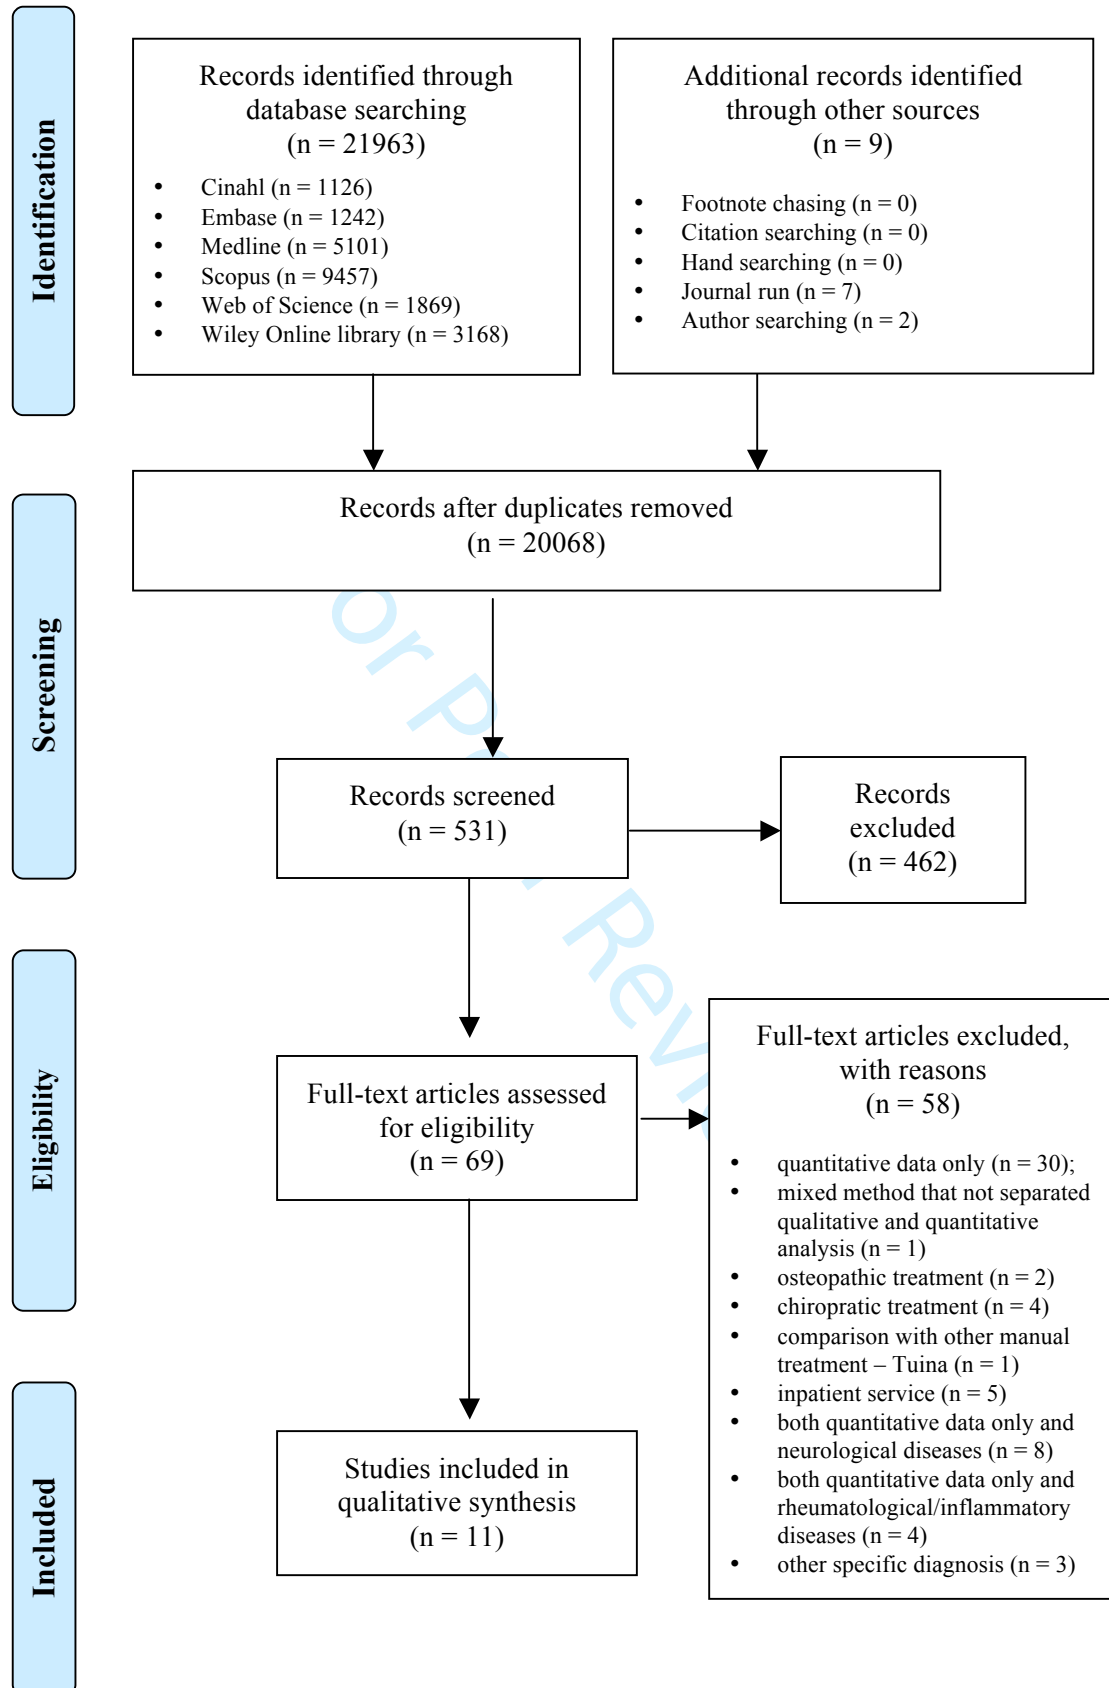 Identification
Records identified through
database searching
(n = 21963)
• Cinahl (n = 1126)
• Embase (n = 1242)
• Medline (n = 5101)
• Scopus (n = 9457)
• Web of Science (n = 1869)
• Wiley Online library (n = 3168)
Additional records identified
through other sources
(n = 9)
• Footnote chasing (n = 0)
• Citation searching (n = 0)
• Hand searching (n = 0)
• Journal run (n = 7)
• Author searching (n = 2)
Screening
Records after duplicates removed
(n = 20068)
Records screened
(n = 531)
Records
excluded
(n = 462)
Eligibility
Full-text articles assessed
for eligibility
(n = 69)
Full-text articles excluded,
with reasons
(n = 58)
• quantitative data only (n = 30);
• mixed method that not separated
qualitative and quantitative
analysis (n = 1)
• osteopathic treatment (n = 2)
• chiropratic treatment (n = 4)
• comparison with other manual
treatment – Tuina (n = 1)
• inpatient service (n = 5)
• both quantitative data only and
neurological diseases (n = 8)
• both quantitative data only and
rheumatological/inflammatory
diseases (n = 4)
• other specific diagnosis (n = 3)
Included
Studies included in
qualitative synthesis
(n = 11)